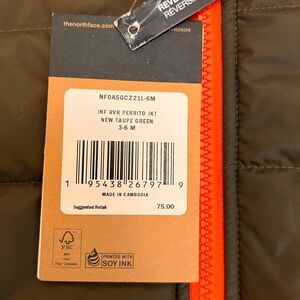 thenorthface.com
REVERSI
NF0A5GCZ21L-6M
INF RVR PERRITO JKT
NEW TAUPE GREEN
3-6 M
1 95438 26797 9
MADE IN CAMBODIA
Suggested Retail 75.00
FSC
PRINTED WITH
SOY INK